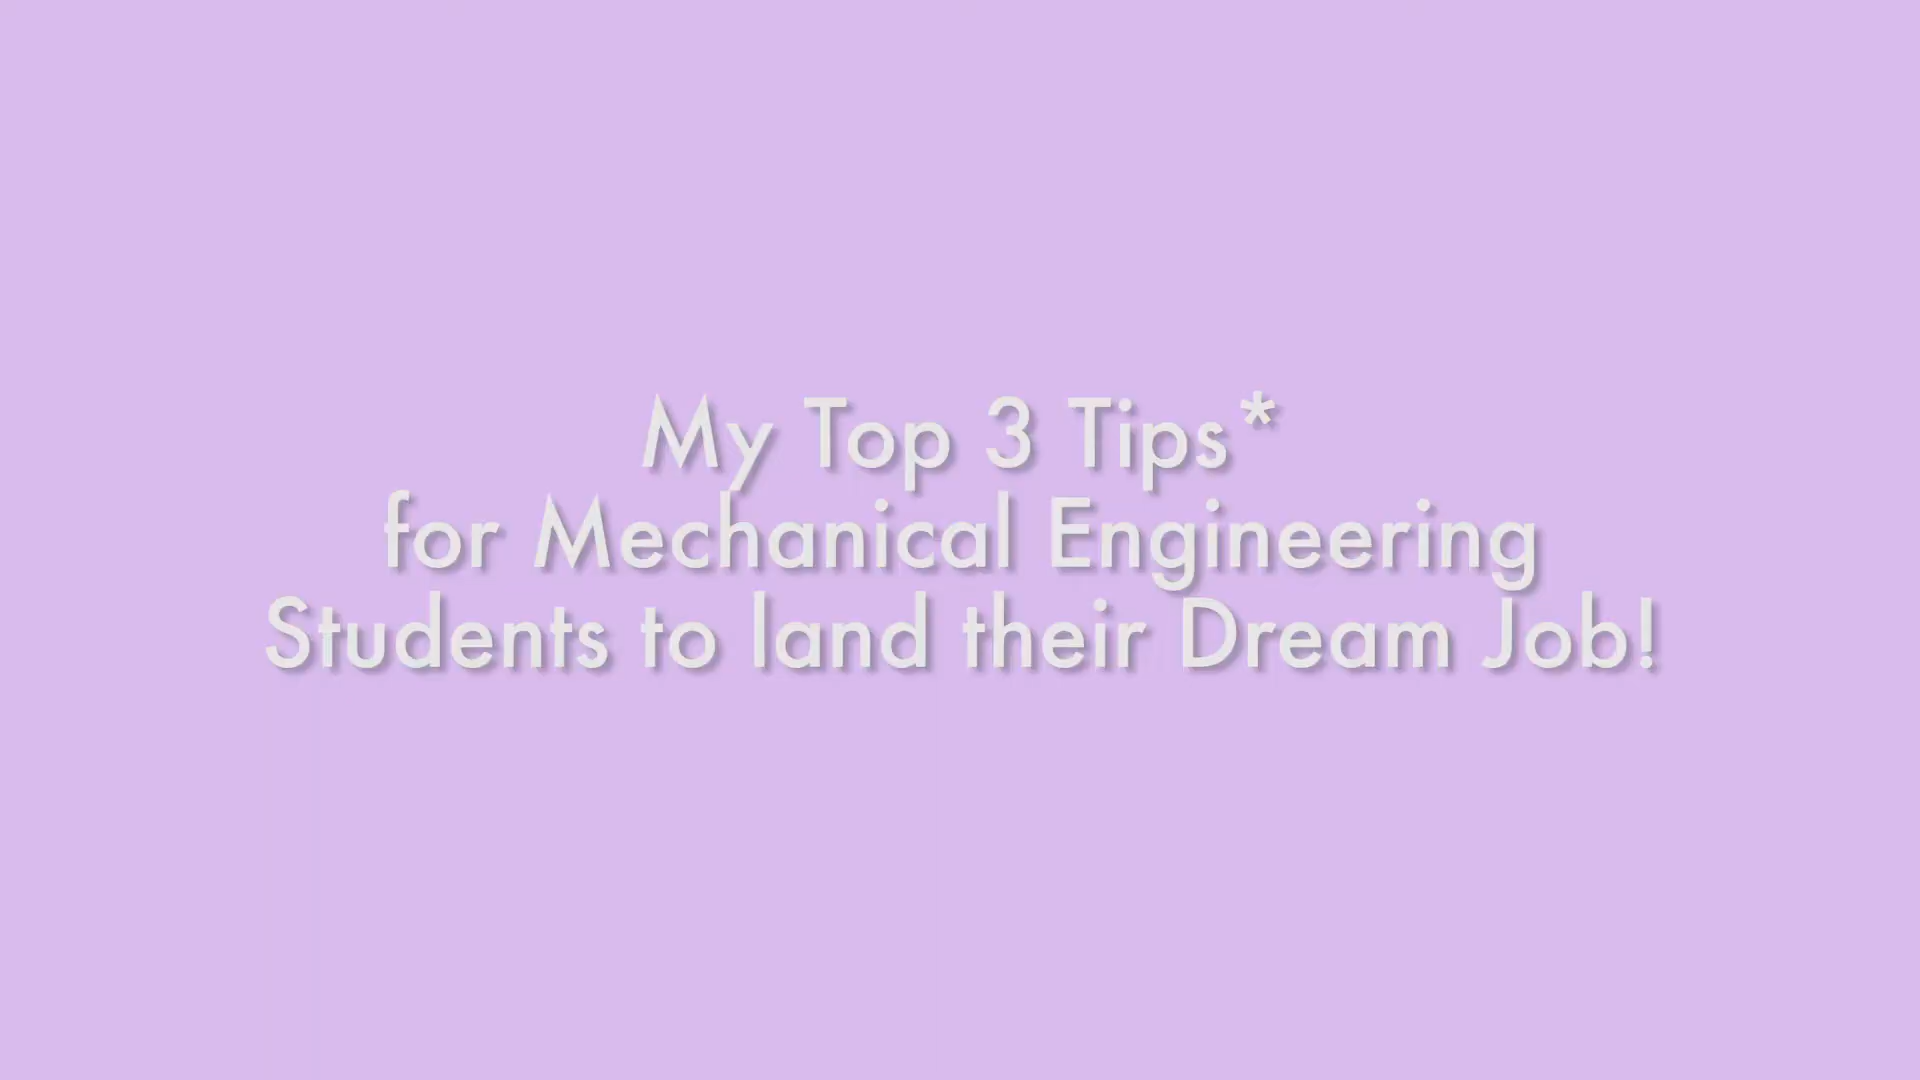 My Top 3 Tips*
for Mechanical Engineering
Students to land their Dream Job!